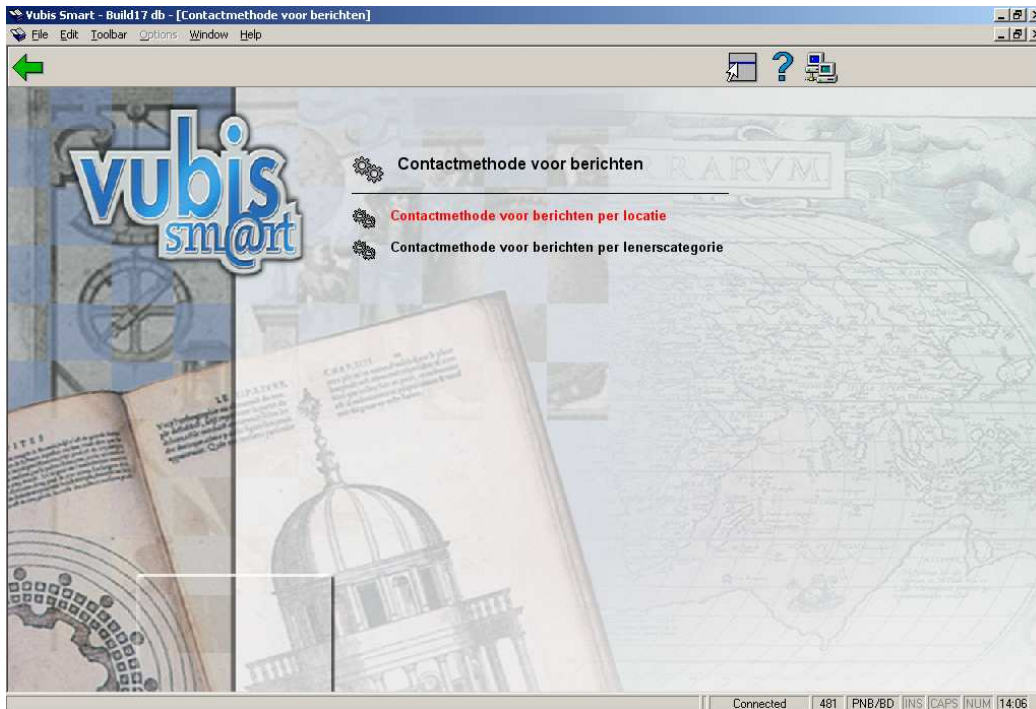 Vubis Smart - Build17 db - [Contactmethode voor berichten]
File Edit Toolbar Options Window Help
vubis
sm@rt
Contactmethode voor berichten
RARVM
Contactmethode voor berichten per locatie
Contactmethode voor berichten per lenerscategorie
Connected 481 PNB/BD INS CAPS NUM 14:06